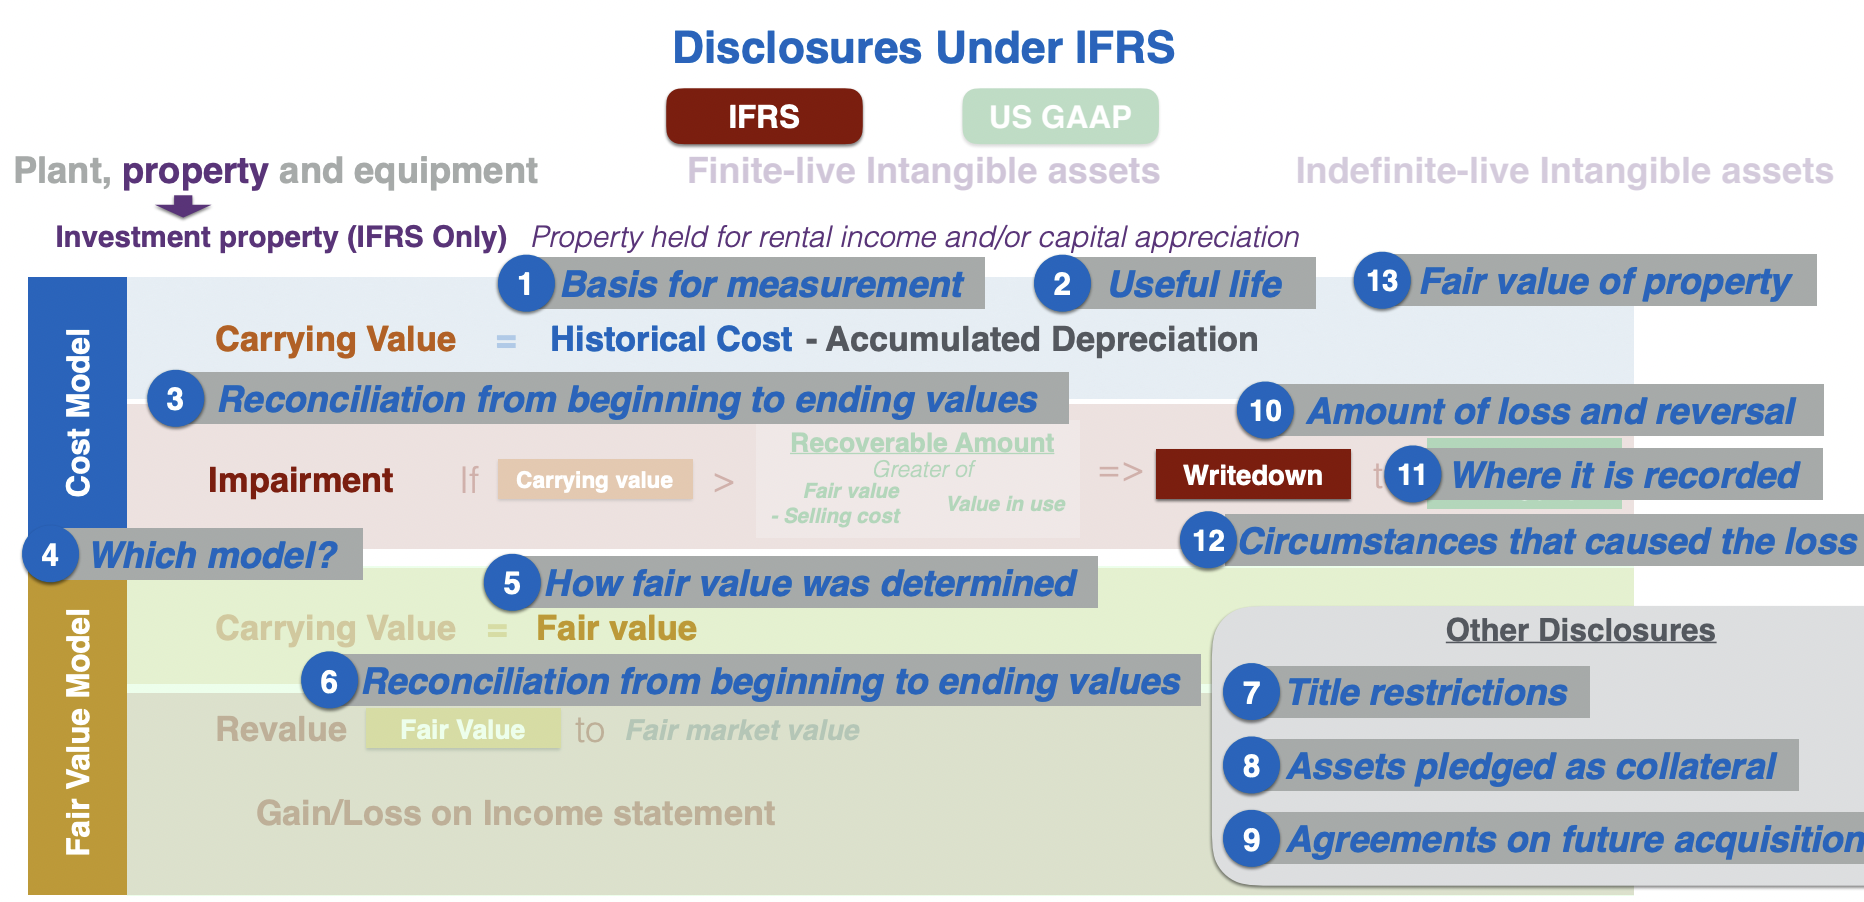 Disclosures Under IFRS
IFRS
US GAAP
Plant, property and equipment
Finite-live Intangible assets
Indefinite-live Intangible assets
Investment property (IFRS Only)
Property held for rental income and/or capital appreciation
1 Basis for measurement
2 Useful life
13 Fair value of property
Cost Model
Carrying Value = Historical Cost - Accumulated Depreciation
3 Reconciliation from beginning to ending values
10 Amount of loss and reversal
Impairment If Carrying value >
Recoverable Amount
Greater of
Fair value
- Selling cost
Value in use
=> Writedown
11 Where it is recorded
12 Circumstances that caused the loss
4 Which model?
5 How fair value was determined
Fair Value Model
Carrying Value = Fair value
6 Reconciliation from beginning to ending values
Revalue Fair Value to Fair market value
Gain/Loss on Income statement
Other Disclosures
7 Title restrictions
8 Assets pledged as collateral
9 Agreements on future acquisition